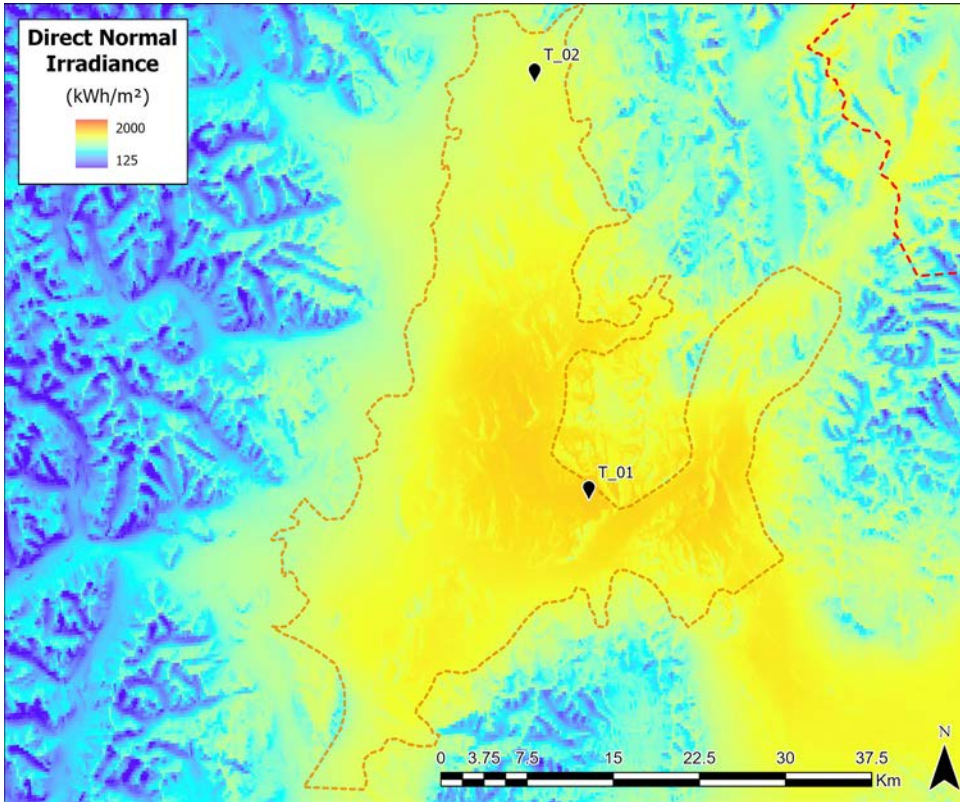 Direct Normal
Irradiance
(kWh/m²)
2000
125
T_02
T_01
N
0 3.75 7.5 15 22.5 30 37.5
Km